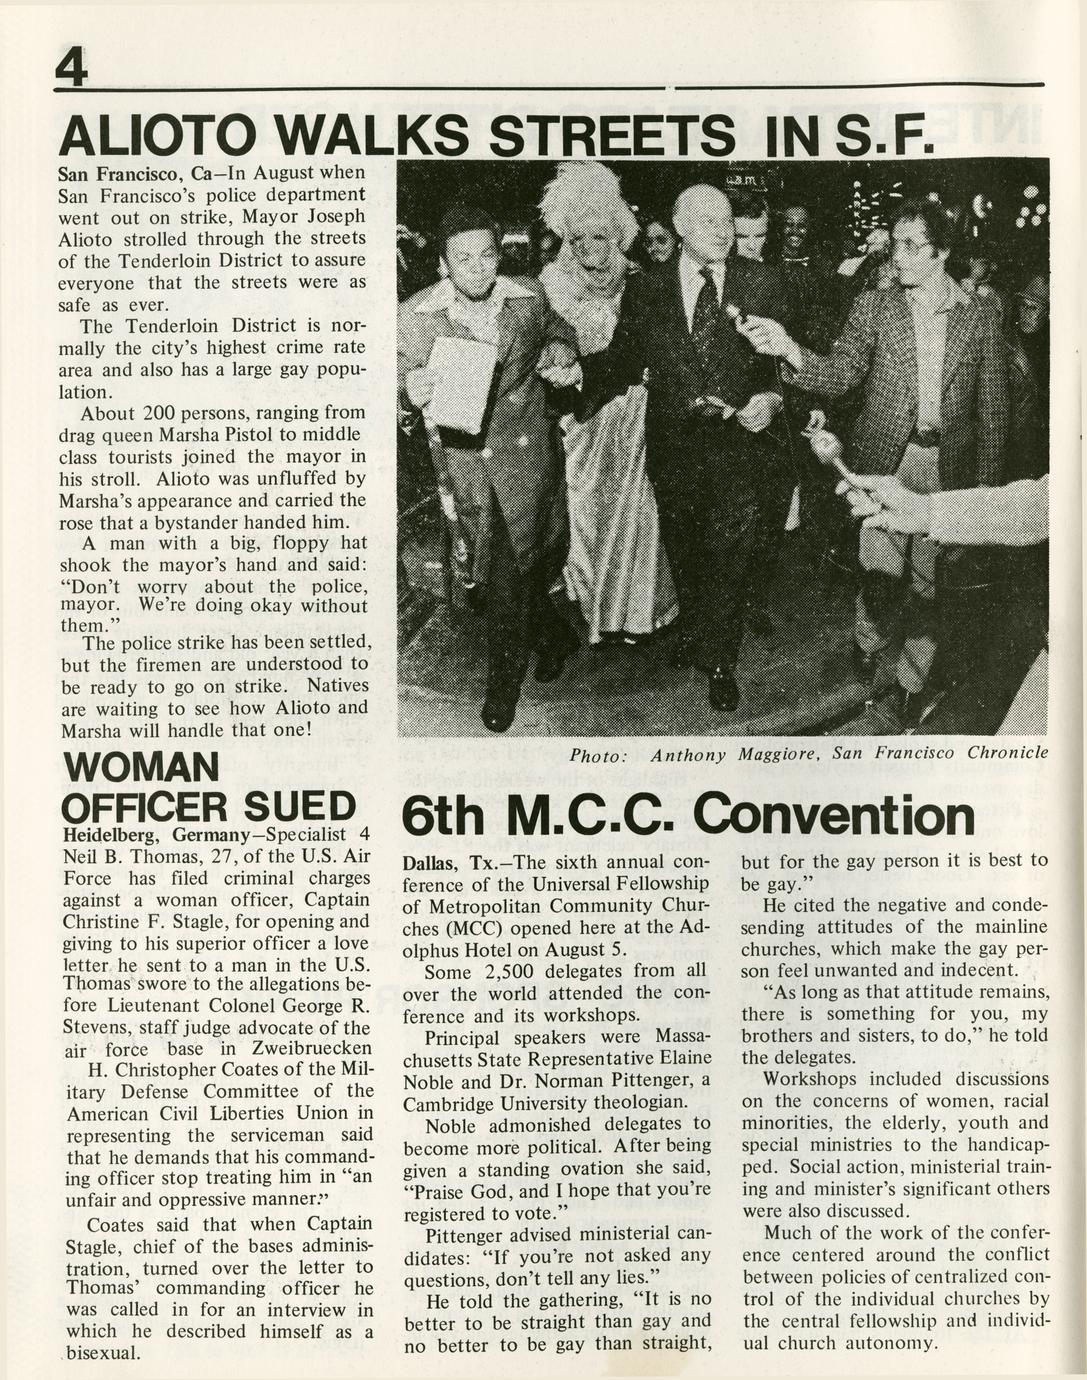 4
ALIOTO WALKS STREETS IN S.F.
San Francisco, Ca—In August when
San Francisco's police department
went out on strike, Mayor Joseph
Alioto strolled through the streets
of the Tenderloin District to assure
everyone that the streets were as
safe as ever.
The Tenderloin District is nor-
mally the city's highest crime rate
area and also has a large gay popu-
lation.
About 200 persons, ranging from
drag queen Marsha Pistol to middle
class tourists joined the mayor in
his stroll. Alioto was unfluffed by
Marsha's appearance and carried the
rose that a bystander handed him.
A man with a big, floppy hat
shook the mayor's hand and said:
"Don't worry about the police,
mayor. We're doing okay without
them."
The police strike has been settled,
but the firemen are understood to
be ready to go on strike. Natives
are waiting to see how Alioto and
Marsha will handle that one!
Photo: Anthony Maggiore, San Francisco Chronicle
WOMAN
OFFICER SUED
Heidelberg, Germany—Specialist 4
Neil B. Thomas, 27, of the U.S. Air
Force has filed criminal charges
against a woman officer, Captain
Christine F. Stagle, for opening and
giving to his superior officer a love
letter he sent to a man in the U.S.
Thomas swore to the allegations be-
fore Lieutenant Colonel George R.
Stevens, staff judge advocate of the
air force base in Zweibruecken
H. Christopher Coates of the Mil-
itary Defense Committee of the
American Civil Liberties Union in
representing the serviceman said
that he demands that his command-
ing officer stop treating him in "an
unfair and oppressive manner."
Coates said that when Captain
Stagle, chief of the bases adminis-
tration, turned over the letter to
Thomas' commanding officer he
was called in for an interview in
which he described himself as a
bisexual.
6th M.C.C. Convention
Dallas, Tx.—The sixth annual con-
ference of the Universal Fellowship
of Metropolitan Community Chur-
ches (MCC) opened here at the Ad-
olphus Hotel on August 5.
Some 2,500 delegates from all
over the world attended the con-
ference and its workshops.
Principal speakers were Massa-
chusetts State Representative Elaine
Noble and Dr. Norman Pittenger, a
Cambridge University theologian.
Noble admonished delegates to
become more political. After being
given a standing ovation she said,
"Praise God, and I hope that you're
registered to vote."
Pittenger advised ministerial can-
didates: "If you're not asked any
questions, don't tell any lies."
He told the gathering, "It is no
better to be straight than gay and
no better to be gay than straight,
but for the gay person it is best to
be gay."
He cited the negative and conde-
sending attitudes of the mainline
churches, which make the gay per-
son feel unwanted and indecent.
"As long as that attitude remains,
there is something for you, my
brothers and sisters, to do," he told
the delegates.
Workshops included discussions
on the concerns of women, racial
minorities, the elderly, youth and
special ministries to the handicap-
ped. Social action, ministerial train-
ing and minister's significant others
were also discussed.
Much of the work of the confer-
ence centered around the conflict
between policies of centralized con-
trol of the individual churches by
the central fellowship and individ-
ual church autonomy.